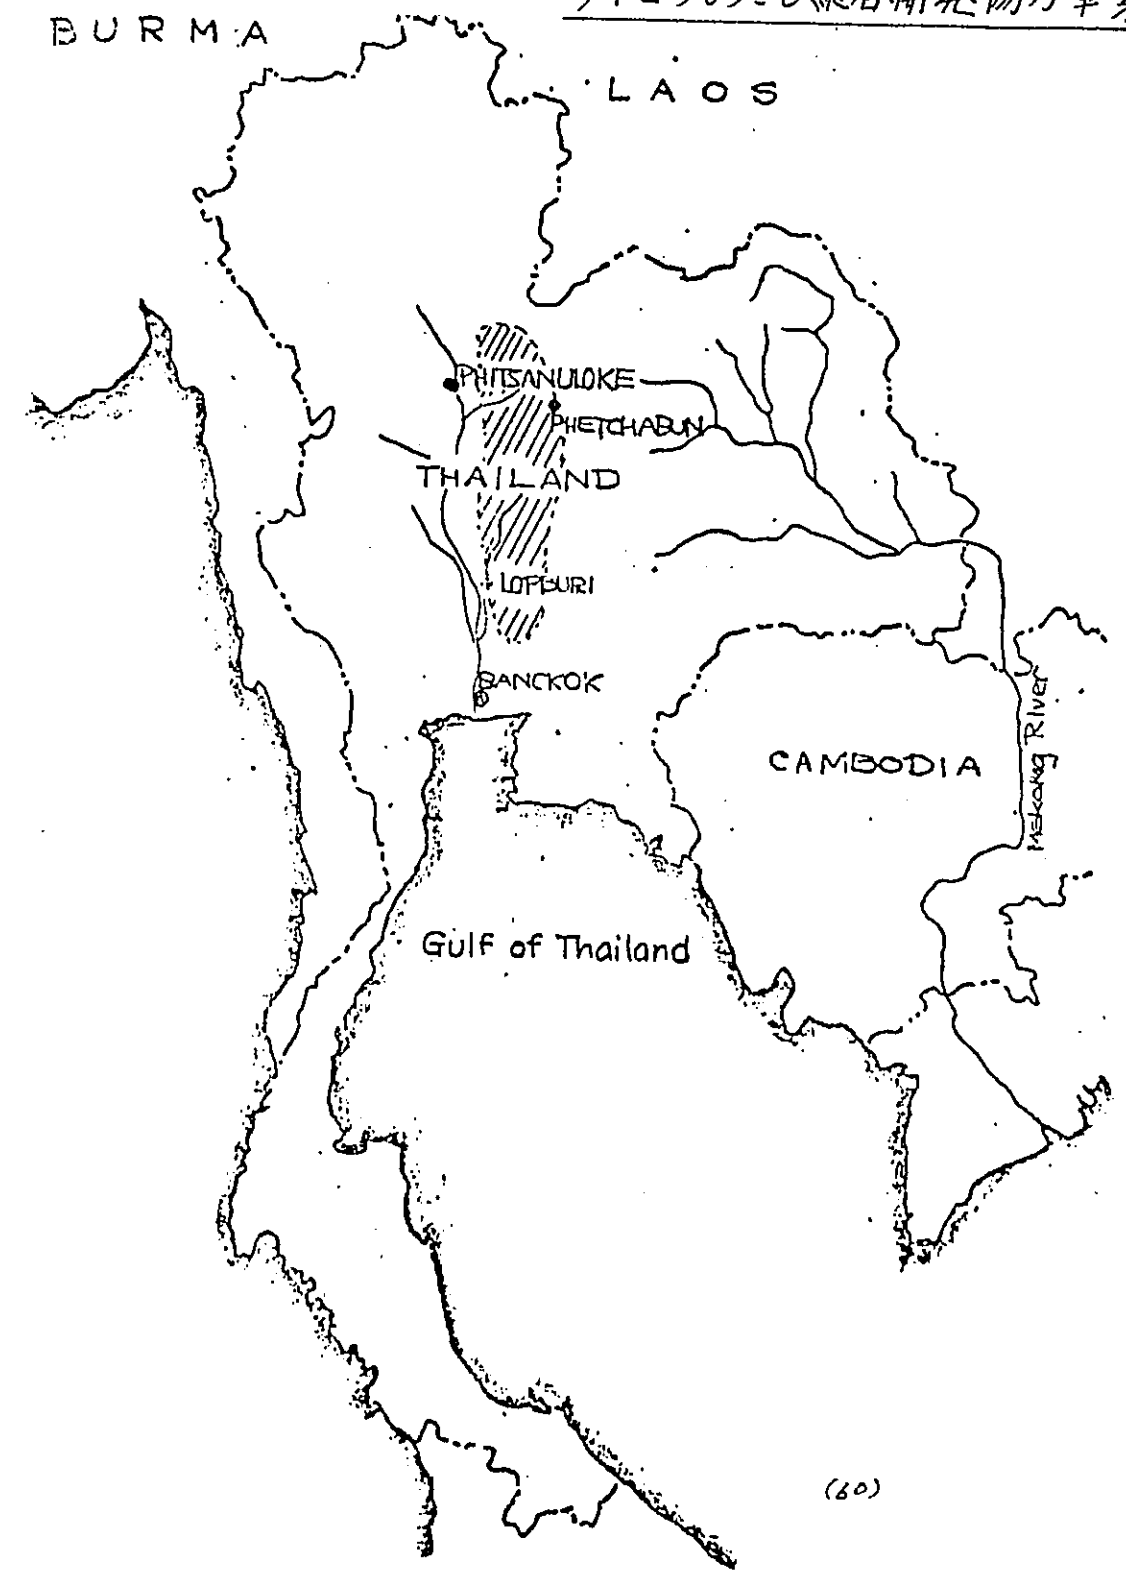 BURMA
LAOS
PHITSANULOKE
PHETCHABUN
THAILAND
LOPBURI
BANCKOK
CAMBODIA
Mekong River
Gulf of Thailand
(60)